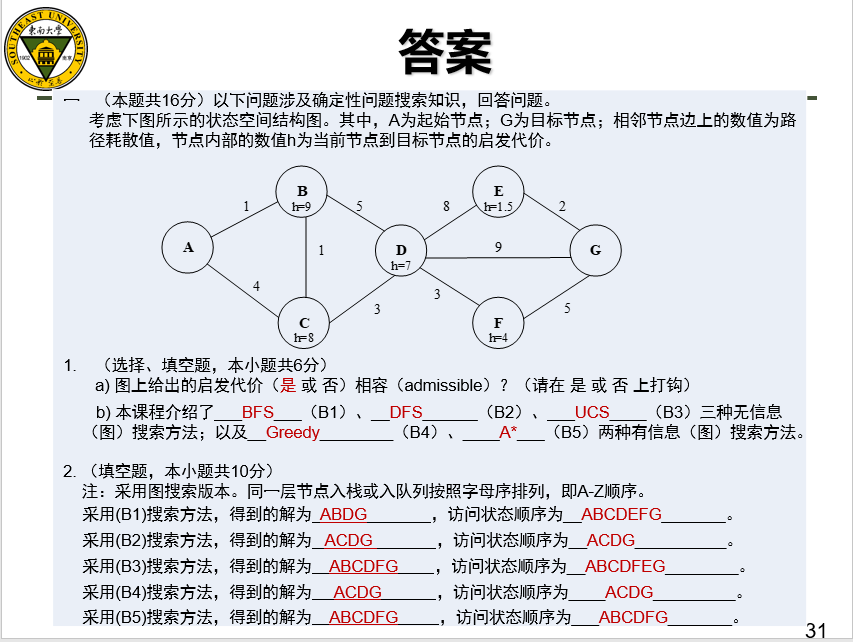 SOUTHEAST UNIVERSITY
東南大學
1902 南京
答案
一 （本题共16分）以下问题涉及确定性问题搜索知识，回答问题。
考虑下图所示的状态空间结构图。其中，A为起始节点；G为目标节点；相邻节点边上的数值为路
径耗散值，节点内部的数值h为当前节点到目标节点的启发代价。
B
h=9
E
h=1.5
1
5
8
2
A
1
D
h=7
9
G
4
3
3
5
C
h=8
F
h=4
1. （选择、填空题，本小题共6分）
a) 图上给出的启发代价（是 或 否）相容（admissible）？（请在 是 或 否 上打钩）
b) 本课程介绍了___BFS___（B1）、__DFS______（B2）、___UCS____（B3）三种无信息
（图）搜索方法；以及__Greedy________（B4）、____A*___（B5）两种有信息（图）搜索方法。
2. （填空题，本小题共10分）
注：采用图搜索版本。同一层节点入栈或入队列按照字母序排列，即A-Z顺序。
采用(B1)搜索方法，得到的解为_ABDG_______，访问状态顺序为__ABCDEFG_______。
采用(B2)搜索方法，得到的解为_ACDG_______，访问状态顺序为__ACDG__________。
采用(B3)搜索方法，得到的解为__ABCDFG____，访问状态顺序为__ABCDFEG________。
采用(B4)搜索方法，得到的解为__ACDG______，访问状态顺序为____ACDG_________。
采用(B5)搜索方法，得到的解为__ABCDFG_____，访问状态顺序为___ABCDFG_______。
31